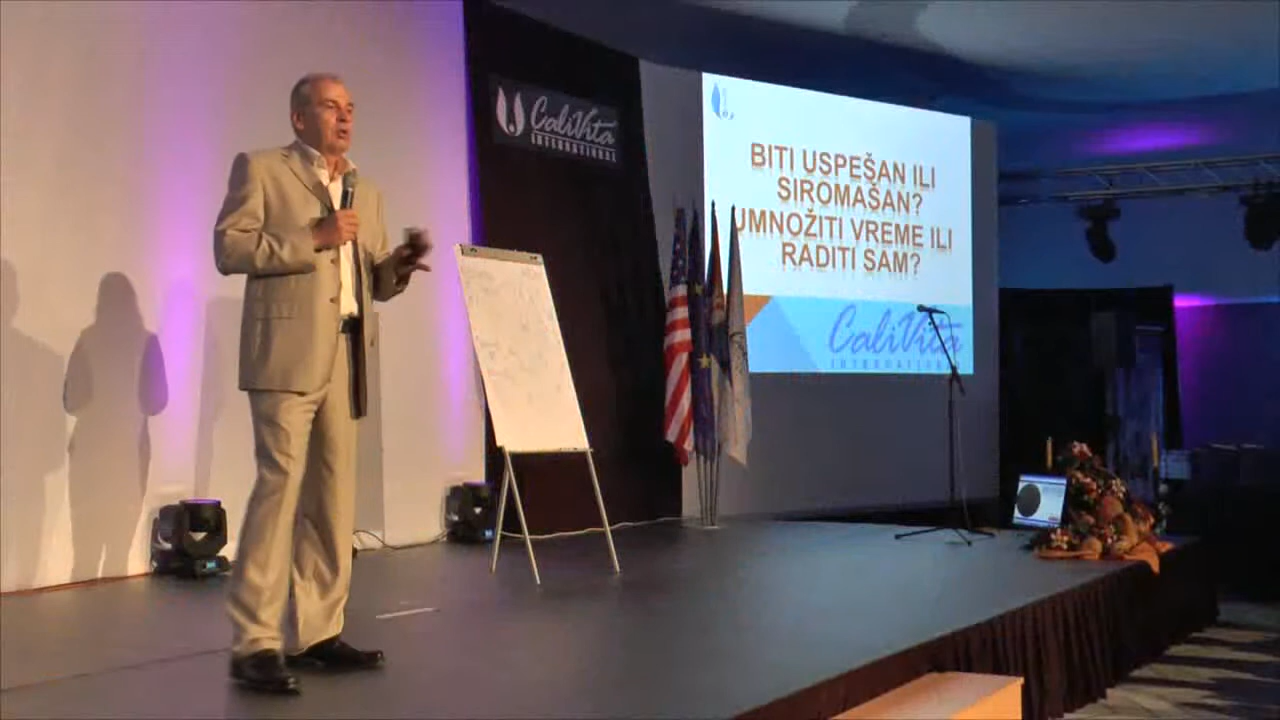 CaliVita
INTERNATIONAL
BITI USPEŠAN ILI
SIROMAŠAN?
UMNOŽITI VREME ILI
RADITI SAM?
CaliVita
INTERNATIONAL